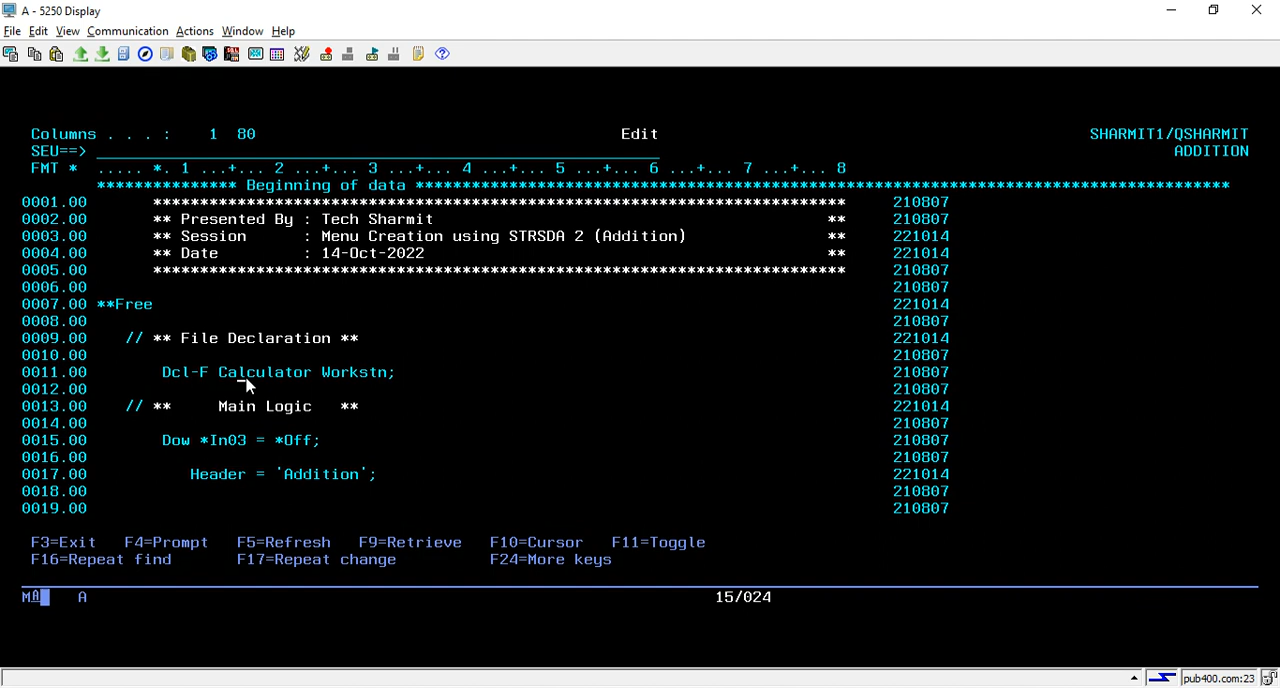 A - 5250 Display
File Edit View Communication Actions Window Help
Columns . . . : 1 80 Edit SHARMIT1/QSHARMIT
SEU==> ADDITION
FMT * ..... *. 1 ...+... 2 ...+... 3 ...+... 4 ...+... 5 ...+... 6 ...+... 7 ...+... 8
*************** Beginning of data ***************************************************************************************
0001.00 ************************************************************************** 210807
0002.00 ** Presented By : Tech Sharmit ** 210807
0003.00 ** Session : Menu Creation using STRSDA 2 (Addition) ** 221014
0004.00 ** Date : 14-Oct-2022 ** 221014
0005.00 ************************************************************************** 210807
0006.00 210807
0007.00 **Free 221014
0008.00 210807
0009.00 // ** File Declaration ** 221014
0010.00 210807
0011.00 Dcl-F Calculator Workstn; 210807
0012.00 210807
0013.00 // ** Main Logic ** 221014
0014.00 210807
0015.00 Dow *In03 = *Off; 210807
0016.00 210807
0017.00 Header = 'Addition'; 221014
0018.00 210807
0019.00 210807
F3=Exit F4=Prompt F5=Refresh F9=Retrieve F10=Cursor F11=Toggle
F16=Repeat find F17=Repeat change F24=More keys
MA A 15/024
pub400.com:23